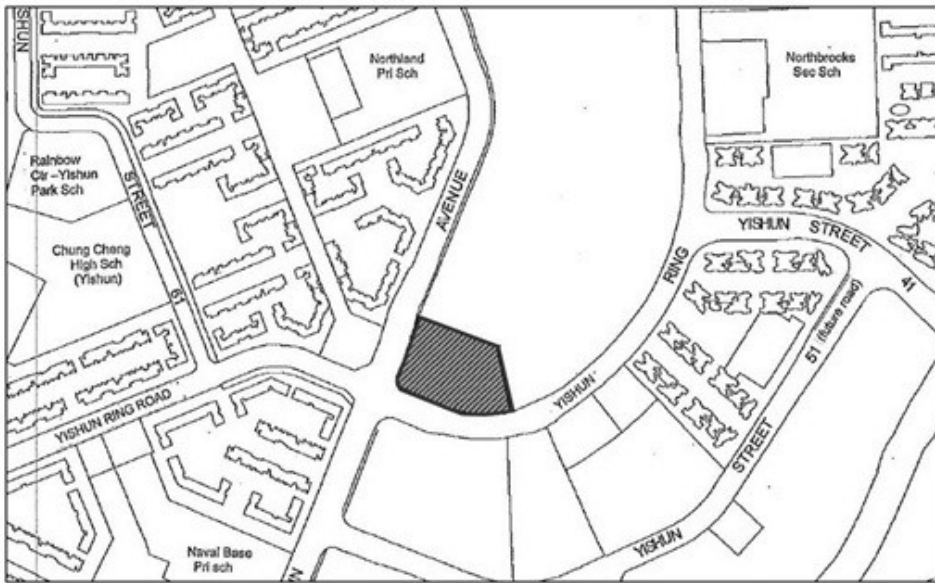 SHUN
Northland
Pri Sch
Northbrooks
Sec Sch
Rainbow
Ctr -Yishun
Park Sch
STREET
AVENUE
Chung Cheng
High Sch
(Yishun)
61
YISHUN STREET
41
RING
51 (future road)
YISHUN RING ROAD
YISHUN
STREET
YISHUN
Naval Base
Pri sch
UN